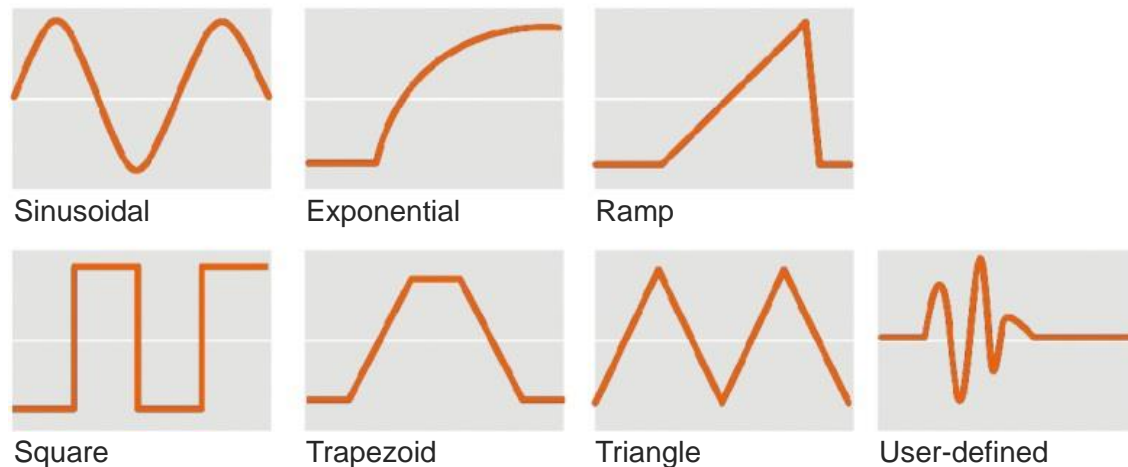 Sinusoidal
Exponential
Ramp
Square
Trapezoid
Triangle
User-defined